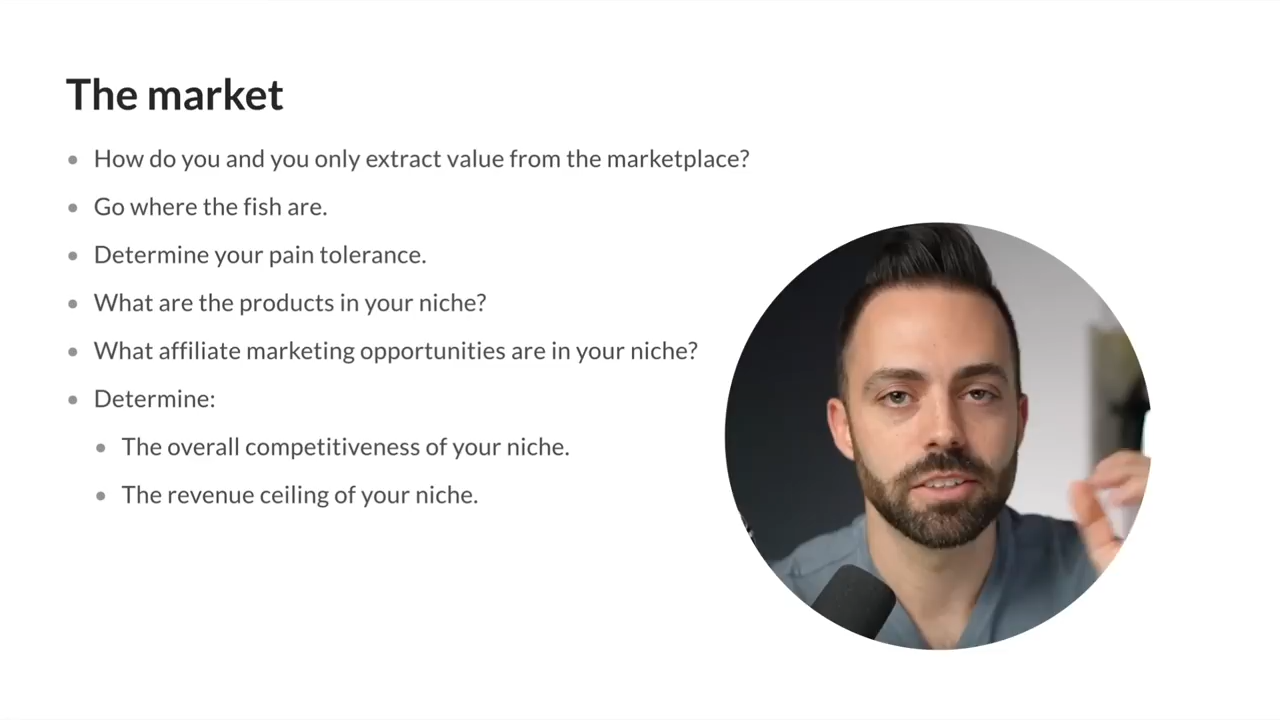 The market
How do you and you only extract value from the marketplace?
Go where the fish are.
Determine your pain tolerance.
What are the products in your niche?
What affiliate marketing opportunities are in your niche?
Determine:
The overall competitiveness of your niche.
The revenue ceiling of your niche.